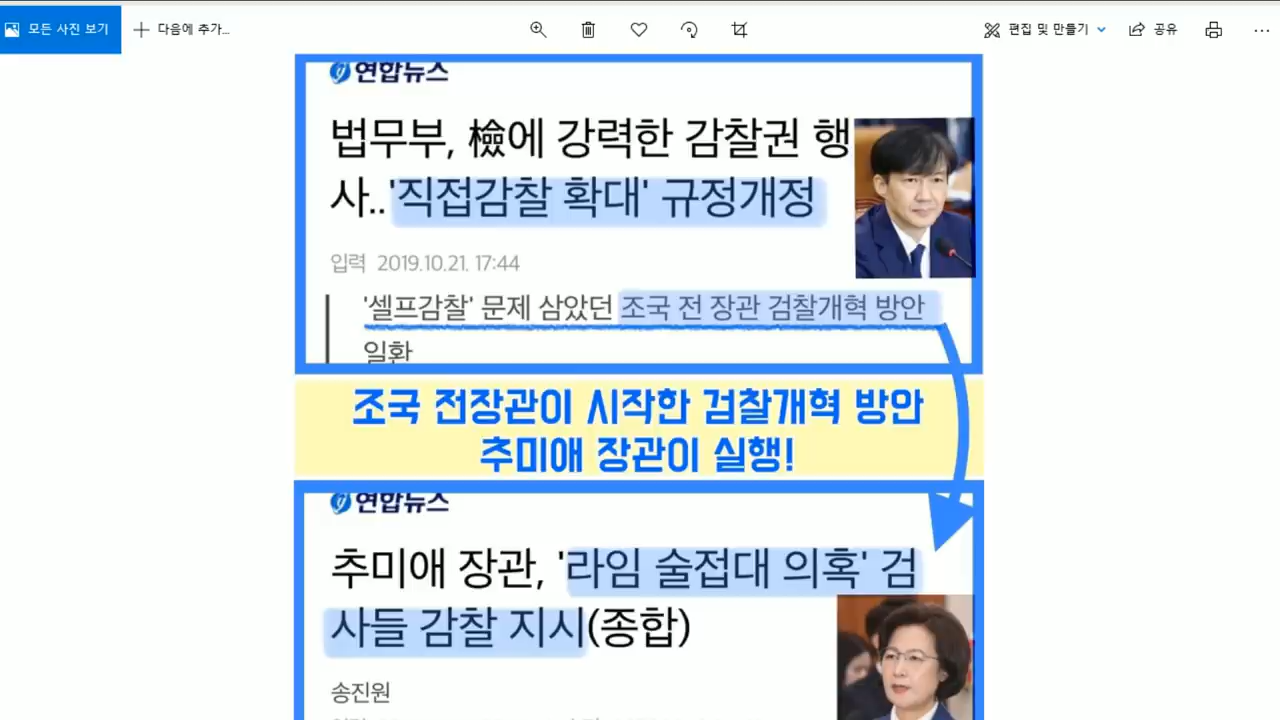 모든 사진 보기
다음에 추가...
편집 및 만들기
공유
연합뉴스
법무부, 檢에 강력한 감찰권 행
사.. '직접감찰 확대' 규정개정
입력 2019.10.21. 17:44
'셀프감찰' 문제 삼았던 조국 전 장관 검찰개혁 방안
일환
조국 전장관이 시작한 검찰개혁 방안
추미애 장관이 실행!
연합뉴스
추미애 장관, '라임 술접대 의혹' 검
사들 감찰 지시(종합)
송진원